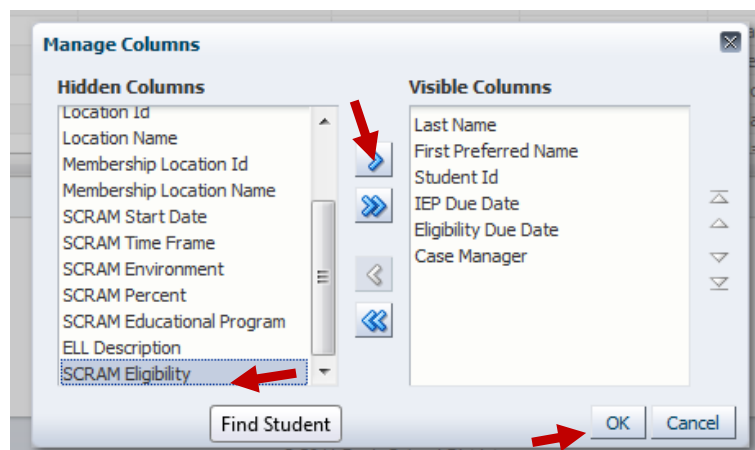 Manage Columns
Hidden Columns
Visible Columns
Location Id
Location Name
Membership Location Id
Membership Location Name
SCRAM Start Date
SCRAM Time Frame
SCRAM Environment
SCRAM Percent
SCRAM Educational Program
ELL Description
SCRAM Eligibility
Last Name
First Preferred Name
Student Id
IEP Due Date
Eligibility Due Date
Case Manager
Find Student
OK
Cancel